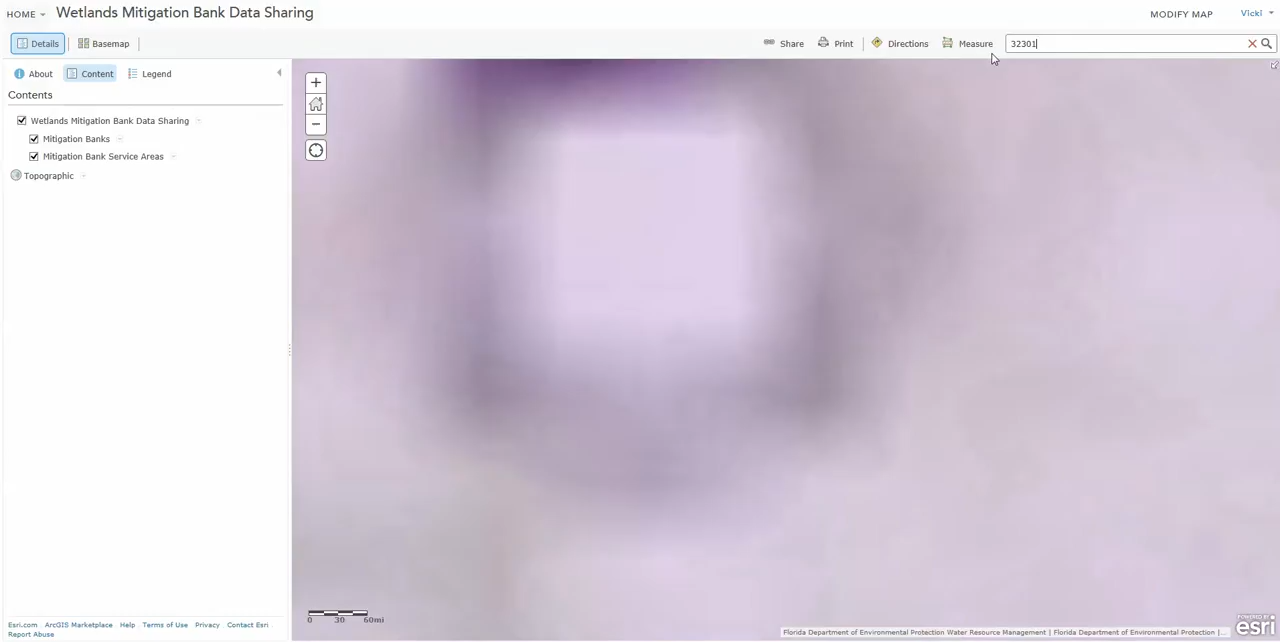 HOME
Wetlands Mitigation Bank Data Sharing
MODIFY MAP
Vicki
Details
Basemap
Share
Print
Directions
Measure
32301
About
Content
Legend
Contents
Wetlands Mitigation Bank Data Sharing
Mitigation Banks
Mitigation Bank Service Areas
Topographic
+
−
0 30 60mi
Esri.com ArcGIS Marketplace Help Terms of Use Privacy Contact Esri
Report Abuse
Florida Department of Environmental Protection Water Resource Management | Florida Department of Environmental Protection |...
POWERED BY
esri